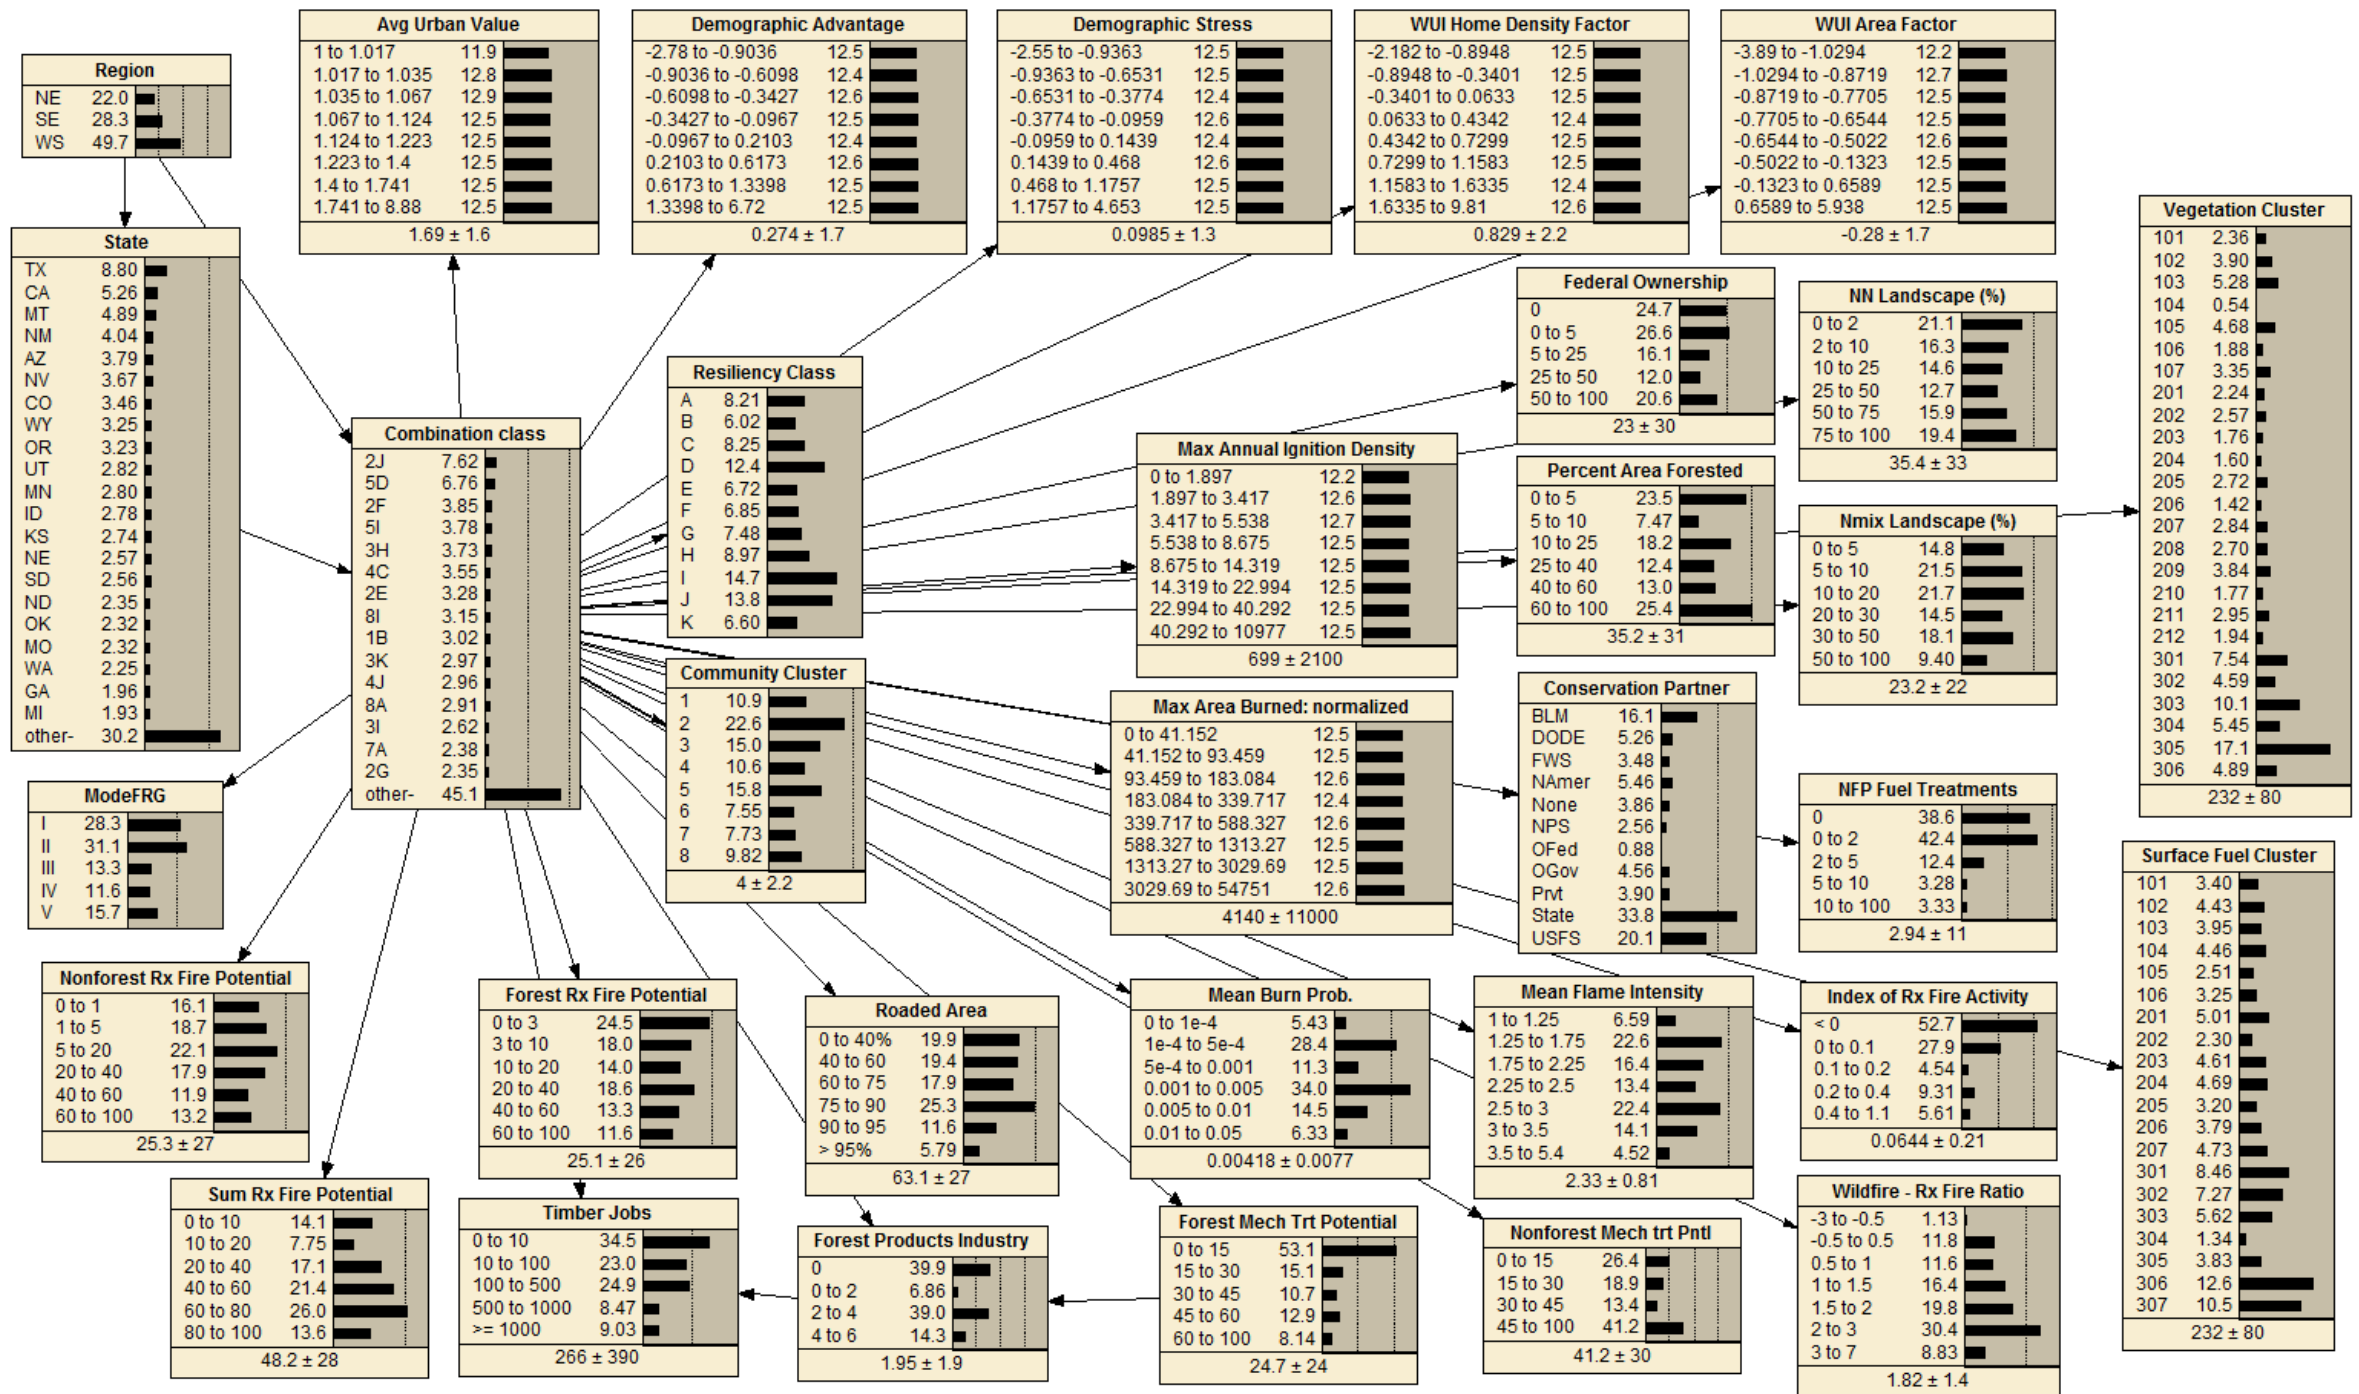 Region
NE 22.0
SE 28.3
WS 49.7
Avg Urban Value
1 to 1.017 11.9
1.017 to 1.035 12.8
1.035 to 1.067 12.9
1.067 to 1.124 12.5
1.124 to 1.223 12.5
1.223 to 1.4 12.5
1.4 to 1.741 12.5
1.741 to 8.88 12.5
1.69 ± 1.6
Demographic Advantage
-2.78 to -0.9036 12.5
-0.9036 to -0.6098 12.4
-0.6098 to -0.3427 12.6
-0.3427 to -0.0967 12.5
-0.0967 to 0.2103 12.4
0.2103 to 0.6173 12.6
0.6173 to 1.3398 12.5
1.3398 to 6.72 12.5
0.274 ± 1.7
Demographic Stress
-2.55 to -0.9363 12.5
-0.9363 to -0.6531 12.5
-0.6531 to -0.3774 12.4
-0.3774 to -0.0959 12.6
-0.0959 to 0.1439 12.4
0.1439 to 0.468 12.6
0.468 to 1.1757 12.5
1.1757 to 4.653 12.5
0.0985 ± 1.3
WUI Home Density Factor
-2.182 to -0.8948 12.5
-0.8948 to -0.3401 12.5
-0.3401 to 0.0633 12.5
0.0633 to 0.4342 12.4
0.4342 to 0.7299 12.5
0.7299 to 1.1583 12.5
1.1583 to 1.6335 12.4
1.6335 to 9.81 12.6
0.829 ± 2.2
WUI Area Factor
-3.89 to -1.0294 12.2
-1.0294 to -0.8719 12.7
-0.8719 to -0.7705 12.5
-0.7705 to -0.6544 12.5
-0.6544 to -0.5022 12.6
-0.5022 to -0.1323 12.5
-0.1323 to 0.6589 12.5
0.6589 to 5.938 12.5
-0.28 ± 1.7
State
TX 8.80
CA 5.26
MT 4.89
NM 4.04
AZ 3.79
NV 3.67
CO 3.46
WY 3.25
OR 3.23
UT 2.82
MN 2.80
ID 2.78
KS 2.74
NE 2.57
SD 2.56
ND 2.35
OK 2.32
MO 2.32
WA 2.25
GA 1.96
MI 1.93
other- 30.2
Combination class
2J 7.62
5D 6.76
2F 3.85
5I 3.78
3H 3.73
4C 3.55
2E 3.28
8I 3.15
1B 3.02
3K 2.97
4J 2.96
8A 2.91
3I 2.62
7A 2.38
2G 2.35
other- 45.1
Resiliency Class
A 8.21
B 6.02
C 8.25
D 12.4
E 6.72
F 6.85
G 7.48
H 8.97
I 14.7
J 13.8
K 6.60
Community Cluster
1 10.9
2 22.6
3 15.0
4 10.6
5 15.8
6 7.55
7 7.73
8 9.82
4 ± 2.2
Max Annual Ignition Density
0 to 1.897 12.2
1.897 to 3.417 12.6
3.417 to 5.538 12.7
5.538 to 8.675 12.5
8.675 to 14.319 12.5
14.319 to 22.994 12.5
22.994 to 40.292 12.5
40.292 to 10977 12.5
699 ± 2100
Max Area Burned: normalized
0 to 41.152 12.5
41.152 to 93.459 12.5
93.459 to 183.084 12.6
183.084 to 339.717 12.4
339.717 to 588.327 12.6
588.327 to 1313.27 12.5
1313.27 to 3029.69 12.5
3029.69 to 54751 12.6
4140 ± 11000
Federal Ownership
0 24.7
0 to 5 26.6
5 to 25 16.1
25 to 50 12.0
50 to 100 20.6
23 ± 30
Percent Area Forested
0 to 5 23.5
5 to 10 7.47
10 to 25 18.2
25 to 40 12.4
40 to 60 13.0
60 to 100 25.4
35.2 ± 31
NN Landscape (%)
0 to 2 21.1
2 to 10 16.3
10 to 25 14.6
25 to 50 12.7
50 to 75 15.9
75 to 100 19.4
35.4 ± 33
Nmix Landscape (%)
0 to 5 14.8
5 to 10 21.5
10 to 20 21.7
20 to 30 14.5
30 to 50 18.1
50 to 100 9.40
23.2 ± 22
Vegetation Cluster
101 2.36
102 3.90
103 5.28
104 0.54
105 4.68
106 1.88
107 3.35
201 2.24
202 2.57
203 1.76
204 1.60
205 2.72
206 1.42
207 2.84
208 2.70
209 3.84
210 1.77
211 2.95
212 1.94
301 7.54
302 4.59
303 10.1
304 5.45
305 17.1
306 4.89
232 ± 80
Conservation Partner
BLM 16.1
DODE 5.26
FWS 3.48
NAmer 5.46
None 3.86
NPS 2.56
OFed 0.88
OGov 4.56
Prvt 3.90
State 33.8
USFS 20.1
NFP Fuel Treatments
0 38.6
0 to 2 42.4
2 to 5 12.4
5 to 10 3.28
10 to 100 3.33
2.94 ± 11
ModeFRG
I 28.3
II 31.1
III 13.3
IV 11.6
V 15.7
Nonforest Rx Fire Potential
0 to 1 16.1
1 to 5 18.7
5 to 20 22.1
20 to 40 17.9
40 to 60 11.9
60 to 100 13.2
25.3 ± 27
Forest Rx Fire Potential
0 to 3 24.5
3 to 10 18.0
10 to 20 14.0
20 to 40 18.6
40 to 60 13.3
60 to 100 11.6
25.1 ± 26
Roaded Area
0 to 40% 19.9
40 to 60 19.4
60 to 75 17.9
75 to 90 25.3
90 to 95 11.6
> 95% 5.79
63.1 ± 27
Mean Burn Prob.
0 to 1e-4 5.43
1e-4 to 5e-4 28.4
5e-4 to 0.001 11.3
0.001 to 0.005 34.0
0.005 to 0.01 14.5
0.01 to 0.05 6.33
0.00418 ± 0.0077
Mean Flame Intensity
1 to 1.25 6.59
1.25 to 1.75 22.6
1.75 to 2.25 16.4
2.25 to 2.5 13.4
2.5 to 3 22.4
3 to 3.5 14.1
3.5 to 5.4 4.52
2.33 ± 0.81
Index of Rx Fire Activity
< 0 52.7
0 to 0.1 27.9
0.1 to 0.2 4.54
0.2 to 0.4 9.31
0.4 to 1.1 5.61
0.0644 ± 0.21
Surface Fuel Cluster
101 3.40
102 4.43
103 3.95
104 4.46
105 2.51
106 3.25
201 5.01
202 2.30
203 4.61
204 4.69
205 3.20
206 3.79
207 4.73
301 8.46
302 7.27
303 5.62
304 1.34
305 3.83
306 12.6
307 10.5
232 ± 80
Sum Rx Fire Potential
0 to 10 14.1
10 to 20 7.75
20 to 40 17.1
40 to 60 21.4
60 to 80 26.0
80 to 100 13.6
48.2 ± 28
Timber Jobs
0 to 10 34.5
10 to 100 23.0
100 to 500 24.9
500 to 1000 8.47
>= 1000 9.03
266 ± 390
Forest Products Industry
0 39.9
0 to 2 6.86
2 to 4 39.0
4 to 6 14.3
1.95 ± 1.9
Forest Mech Trt Potential
0 to 15 53.1
15 to 30 15.1
30 to 45 10.7
45 to 60 12.9
60 to 100 8.14
24.7 ± 24
Nonforest Mech trt Pntl
0 to 15 26.4
15 to 30 18.9
30 to 45 13.4
45 to 100 41.2
41.2 ± 30
Wildfire - Rx Fire Ratio
-3 to -0.5 1.13
-0.5 to 0.5 11.8
0.5 to 1 11.6
1 to 1.5 16.4
1.5 to 2 19.8
2 to 3 30.4
3 to 7 8.83
1.82 ± 1.4